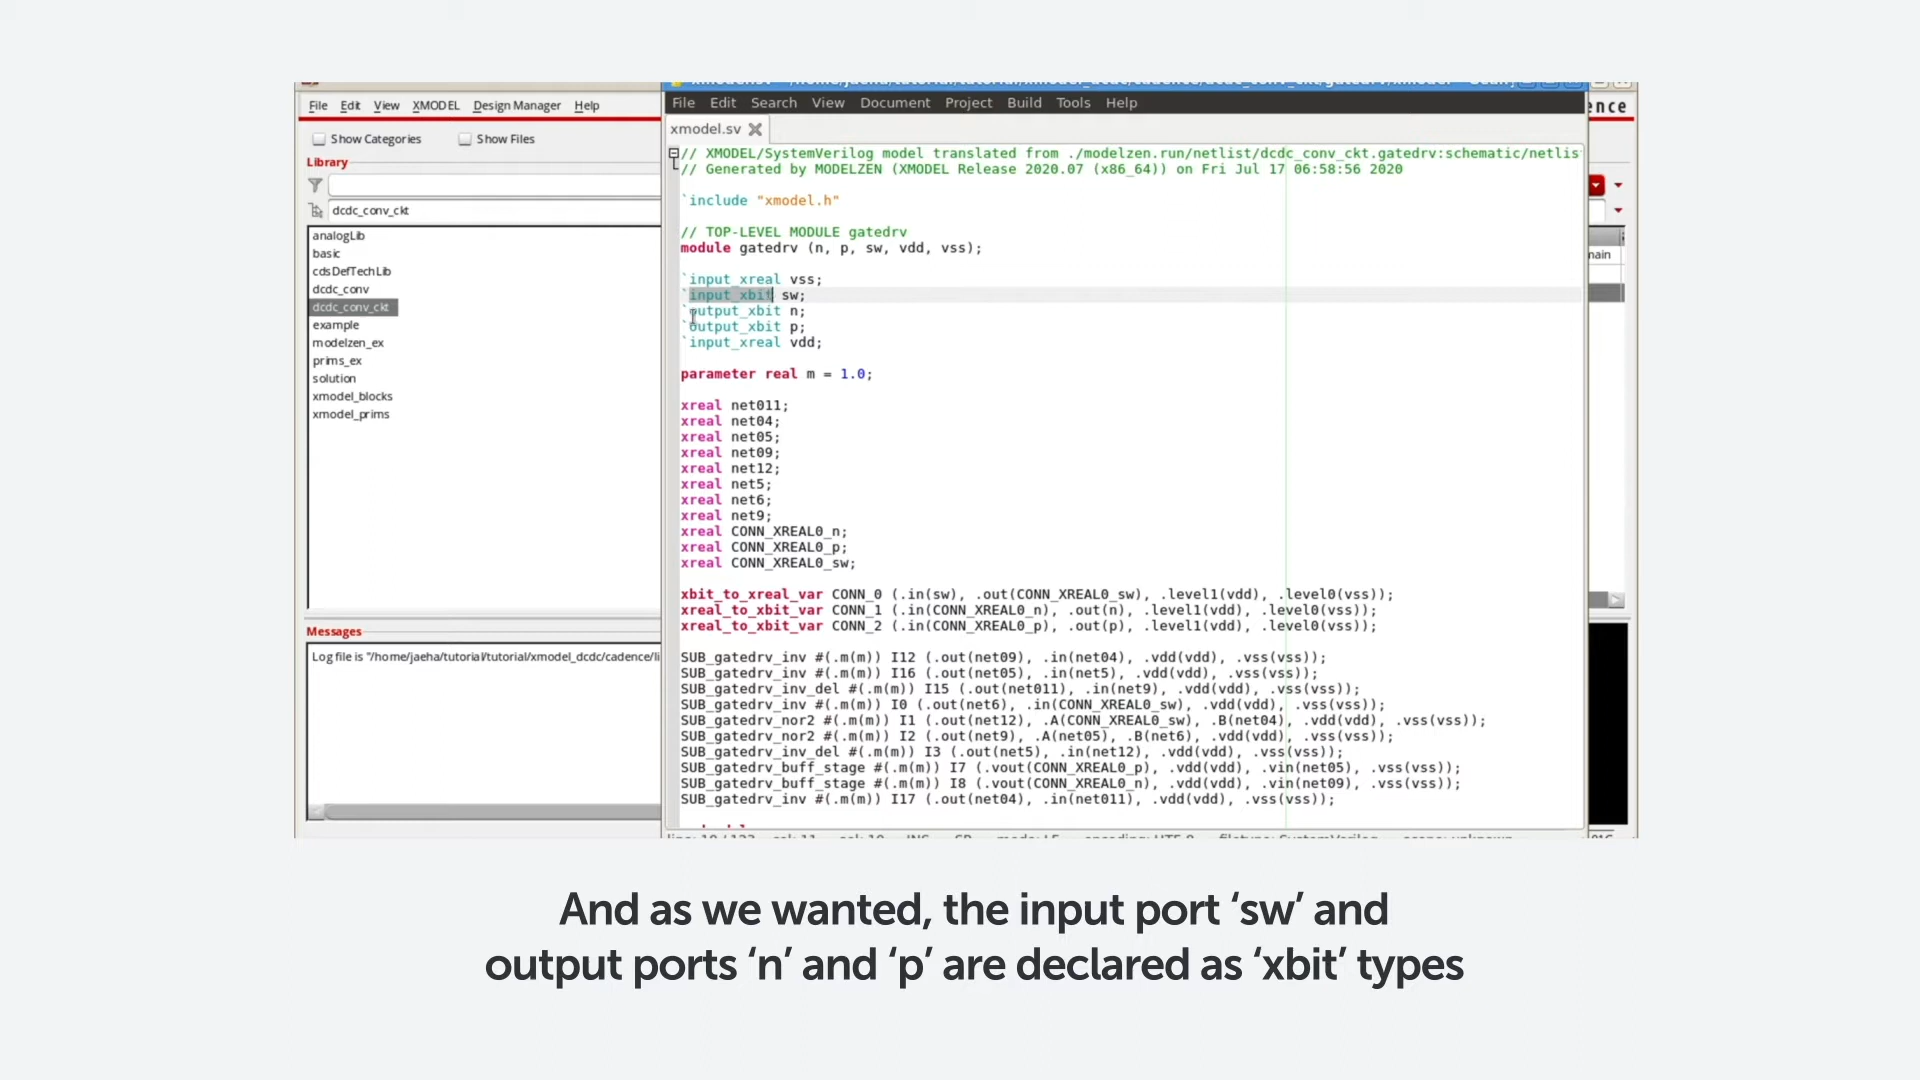 File Edit View XMODEL Design Manager Help
Show Categories Show Files
Library
dcdc_conv_ckt
analogLib
basic
cdsDefTechLib
dcdc_conv
dcdc_conv_ckt
example
modelzen_ex
prims_ex
solution
xmodel_blocks
xmodel_prims
Messages
Log file is "/home/jaeha/tutorial/tutorial/xmodel_dcdc/cadence/li
File Edit Search View Document Project Build Tools Help
xmodel.sv
// XMODEL/SystemVerilog model translated from ./modelzen.run/netlist/dcdc_conv_ckt.gatedrv:schematic/netlis
// Generated by MODELZEN (XMODEL Release 2020.07 (x86_64)) on Fri Jul 17 06:58:56 2020
`include "xmodel.h"
// TOP-LEVEL MODULE gatedrv
module gatedrv (n, p, sw, vdd, vss);
`input_xreal vss;
`input_xbit sw;
`output_xbit n;
`output_xbit p;
`input_xreal vdd;
parameter real m = 1.0;
xreal net011;
xreal net04;
xreal net05;
xreal net09;
xreal net12;
xreal net5;
xreal net6;
xreal net9;
xreal CONN_XREAL0_n;
xreal CONN_XREAL0_p;
xreal CONN_XREAL0_sw;
xbit_to_xreal_var CONN_0 (.in(sw), .out(CONN_XREAL0_sw), .level1(vdd), .level0(vss));
xreal_to_xbit_var CONN_1 (.in(CONN_XREAL0_n), .out(n), .level1(vdd), .level0(vss));
xreal_to_xbit_var CONN_2 (.in(CONN_XREAL0_p), .out(p), .level1(vdd), .level0(vss));
SUB_gatedrv_inv #(.m(m)) I12 (.out(net09), .in(net04), .vdd(vdd), .vss(vss));
SUB_gatedrv_inv #(.m(m)) I16 (.out(net05), .in(net5), .vdd(vdd), .vss(vss));
SUB_gatedrv_inv_del #(.m(m)) I15 (.out(net011), .in(net9), .vdd(vdd), .vss(vss));
SUB_gatedrv_inv #(.m(m)) I0 (.out(net6), .in(CONN_XREAL0_sw), .vdd(vdd), .vss(vss));
SUB_gatedrv_nor2 #(.m(m)) I1 (.out(net12), .A(CONN_XREAL0_sw), .B(net04), .vdd(vdd), .vss(vss));
SUB_gatedrv_nor2 #(.m(m)) I2 (.out(net9), .A(net05), .B(net6), .vdd(vdd), .vss(vss));
SUB_gatedrv_inv_del #(.m(m)) I3 (.out(net5), .in(net12), .vdd(vdd), .vss(vss));
SUB_gatedrv_buff_stage #(.m(m)) I7 (.vout(CONN_XREAL0_p), .vdd(vdd), .vin(net05), .vss(vss));
SUB_gatedrv_buff_stage #(.m(m)) I8 (.vout(CONN_XREAL0_n), .vdd(vdd), .vin(net09), .vss(vss));
SUB_gatedrv_inv #(.m(m)) I17 (.out(net04), .in(net011), .vdd(vdd), .vss(vss));
ence
main
And as we wanted, the input port ‘sw’ and
output ports ‘n’ and ‘p’ are declared as ‘xbit’ types